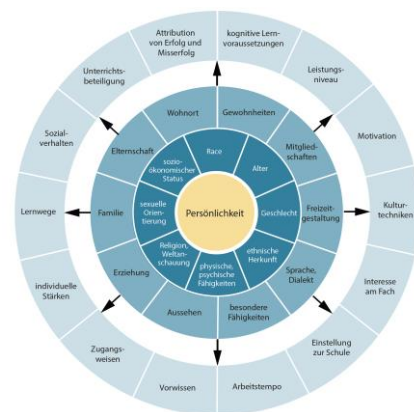 Attribution
von Erfolg und
Misserfolg
kognitive Lern-
voraussetzungen
Leistungs-
niveau
Motivation
Kultur-
techniken
Interesse
am Fach
Einstellung
zur Schule
Arbeitstempo
Vorwissen
Zugangs-
weisen
individuelle
Stärken
Lernwege
Sozial-
verhalten
Unterrichts-
beteiligung
Wohnort
Gewohnheiten
Mitglied-
schaften
Freizeit-
gestaltung
Sprache,
Dialekt
besondere
Fähigkeiten
Aussehen
Erziehung
Familie
Elternschaft
Race
Alter
Geschlecht
ethnische
Herkunft
physische,
psychische
Fähigkeiten
Religion,
Weltan-
schauung
sexuelle
Orien-
tierung
sozio-
ökonomischer
Status
Persönlichkeit